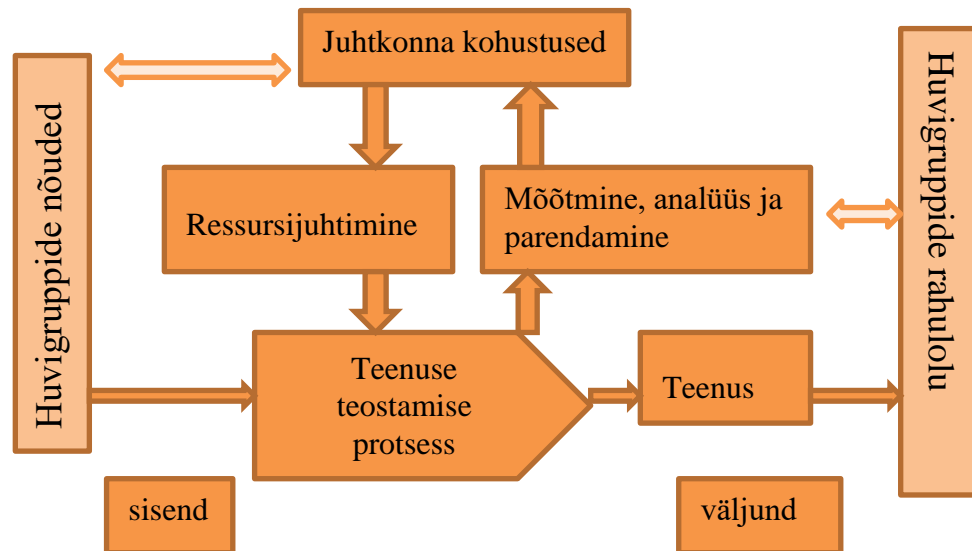 Juhtkonna kohustused
Huvigruppide nõuded
Huvigruppide rahulolu
Ressursijuhtimine
Mõõtmine, analüüs ja
parendamine
Teenuse
teostamise
protsess
Teenus
sisend
väljund